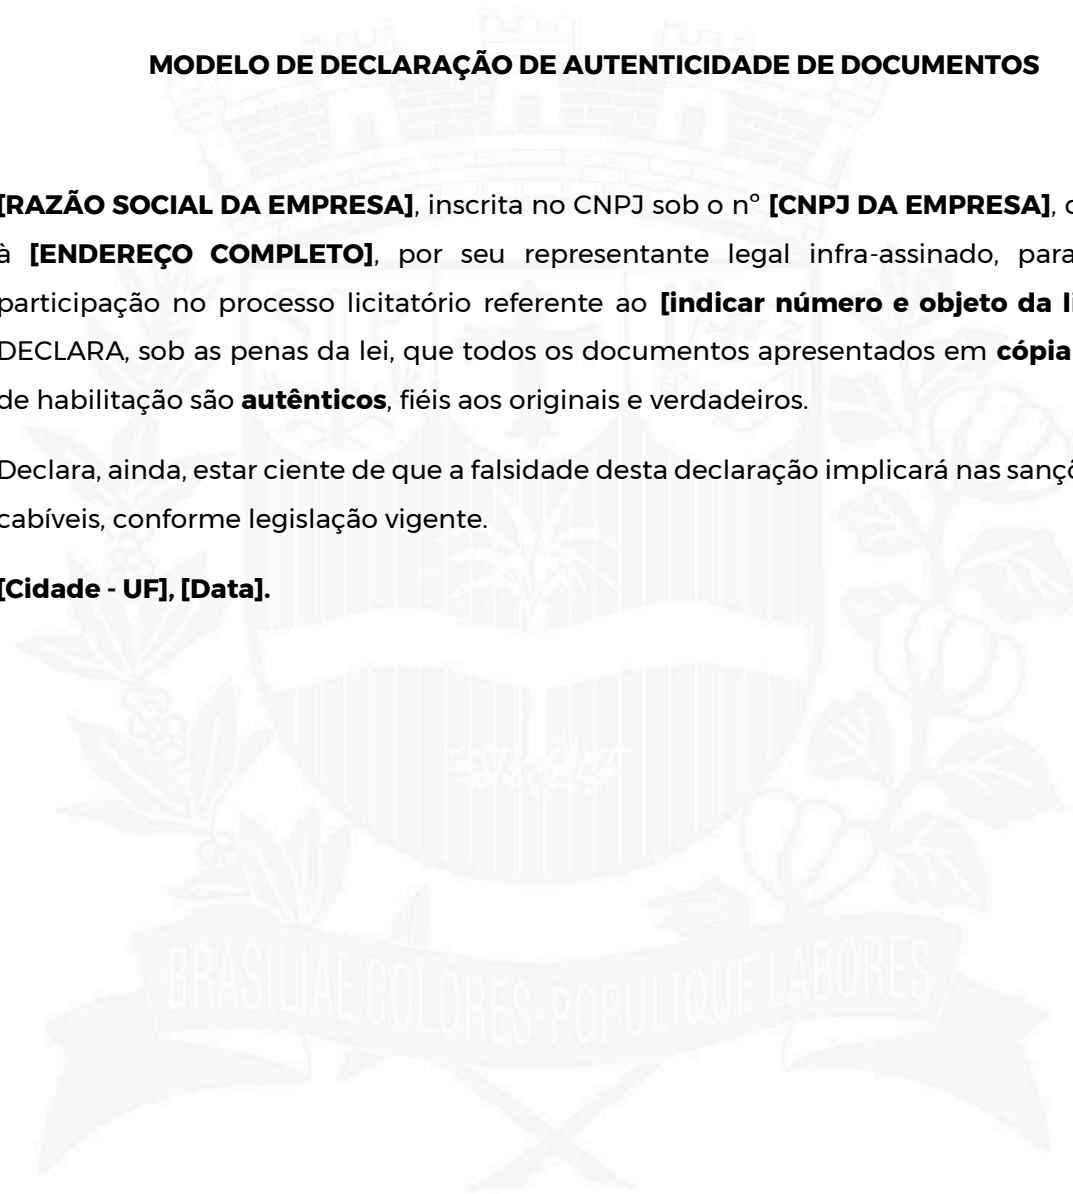 MODELO DE DECLARAÇÃO DE AUTENTICIDADE DE DOCUMENTOS
[RAZÃO SOCIAL DA EMPRESA], inscrita no CNPJ sob o nº [CNPJ DA EMPRESA],
à [ENDEREÇO COMPLETO], por seu representante legal infra-assinado, para
participação no processo licitatório referente ao [indicar número e objeto da
DECLARA, sob as penas da lei, que todos os documentos apresentados em cópia
de habilitação são autênticos, fiéis aos originais e verdadeiros.
Declara, ainda, estar ciente de que a falsidade desta declaração implicará nas
cabíveis, conforme legislação vigente.
[Cidade - UF], [Data].
BRASILIAE COLORES POPULIQUE LABORES